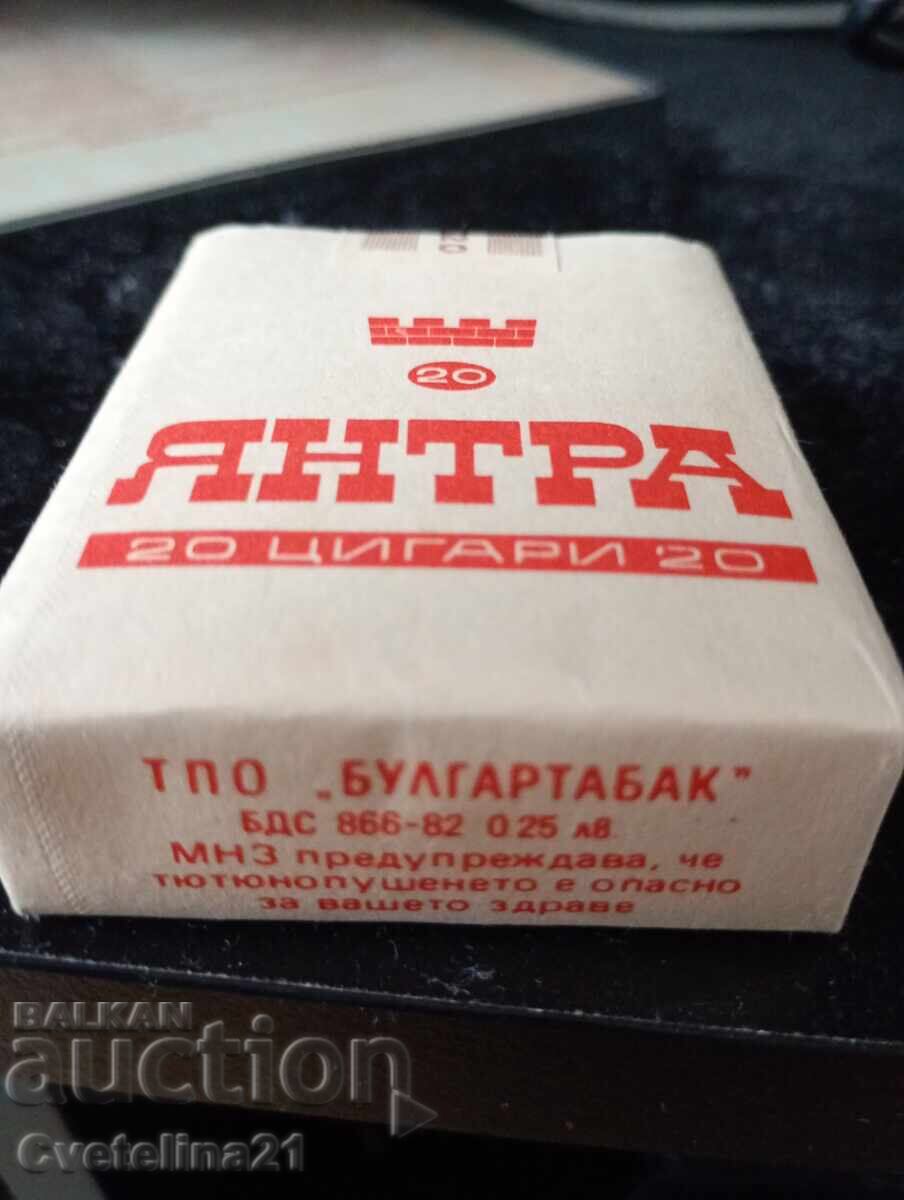 20
ЯНТРА
20 ЦИГАРИ 20
ТПО „БУЛГАРТАБАК"
БДС 866-82 0.25 лв.
МНЗ предупреждава, че
тютюнопушенето е опасно
за вашето здраве
BALKAN
auction
Cvetelina21